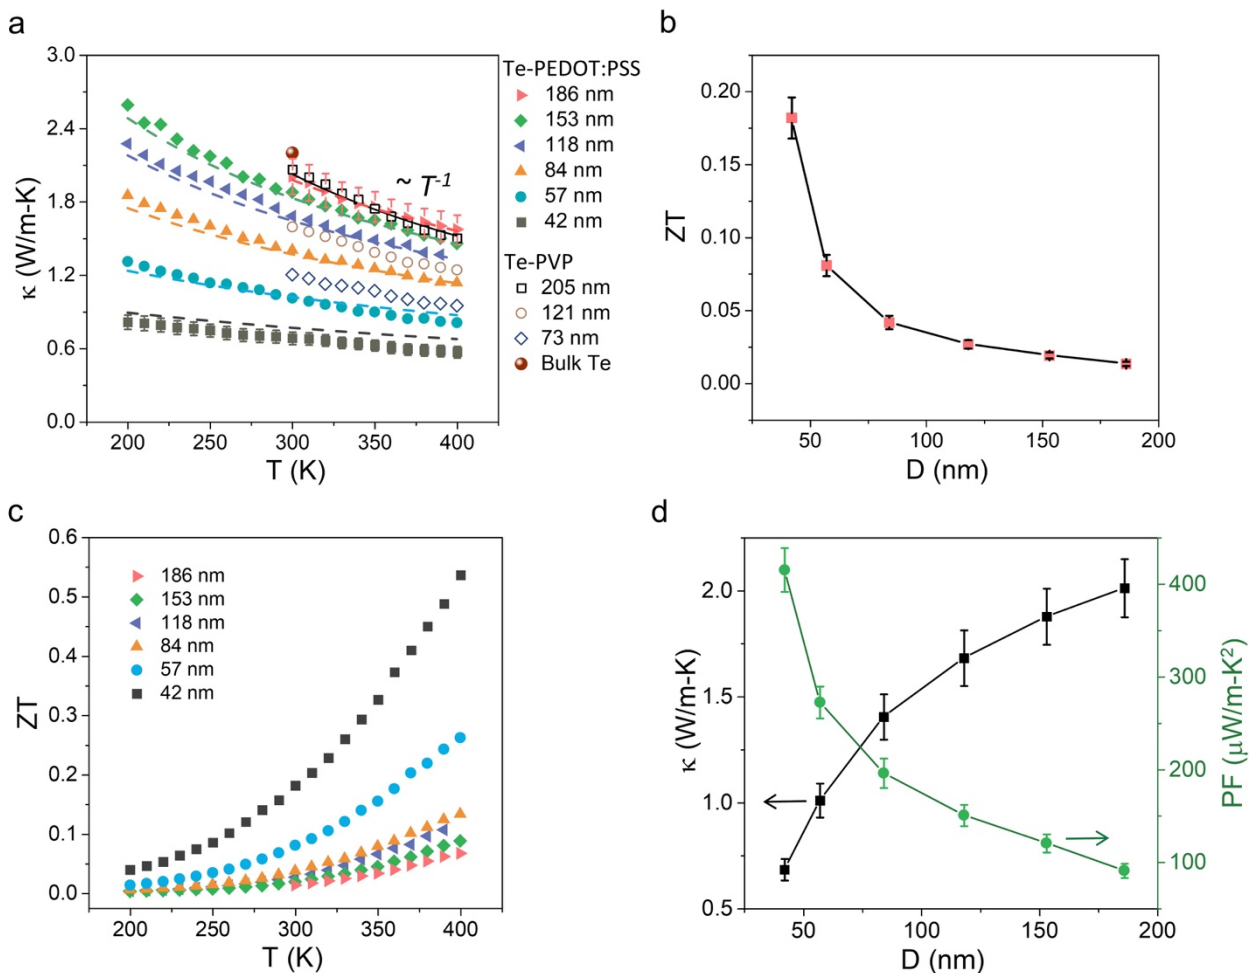 a
3.0
2.4
1.8
1.2
0.6
0.0
κ (W/m-K)
200
250
300
350
400
T (K)
~ T⁻¹
Te-PEDOT:PSS
186 nm
153 nm
118 nm
84 nm
57 nm
42 nm
Te-PVP
205 nm
121 nm
73 nm
Bulk Te
b
0.20
0.15
0.10
0.05
0.00
ZT
50
100
150
200
D (nm)
c
0.6
0.5
0.4
0.3
0.2
0.1
0.0
ZT
186 nm
153 nm
118 nm
84 nm
57 nm
42 nm
200
250
300
350
400
T (K)
d
2.0
1.5
1.0
0.5
κ (W/m-K)
400
300
200
100
PF (μW/m-K²)
50
100
150
200
D (nm)